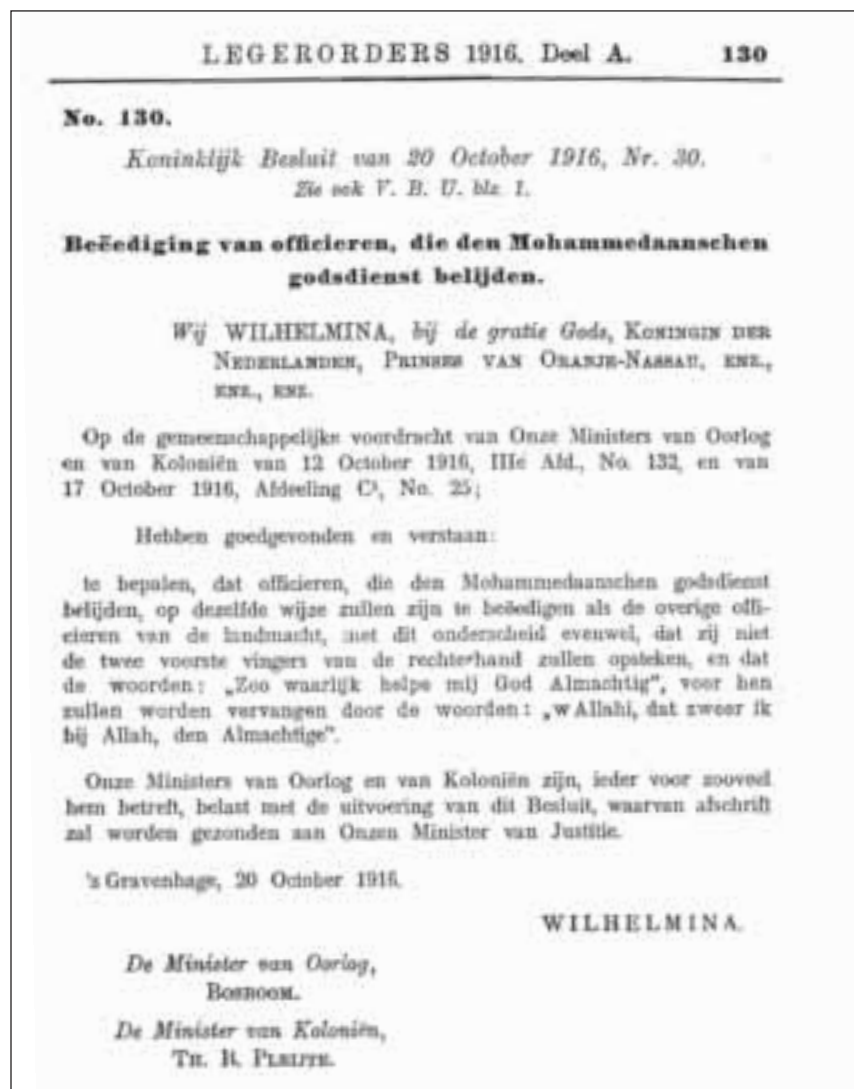 LEGERORDERS 1916. Deel A. 130
No. 130.
Koninklijk Besluit van 20 October 1916, Nr. 30.
Zie ook V. B. U. blz. 1.
Beëediging van officieren, die den Mohammedaanschen
godsdienst belijden.
Wij WILHELMINA, bij de gratie Gods, KONINGIN DER
NEDERLANDEN, PRINSES VAN ORANJE-NASSAU, ENZ.,
ENZ., ENZ.
Op de gemeenschappelijke voordracht van Onze Ministers van Oorlog
en van Koloniën van 12 October 1916, IIIe Afd., No. 132, en van
17 October 1916, Afdeeling No. 25;
Hebben goedgevonden en verstaan:
te bepalen, dat officieren, die den Mohammedaanschen godsdienst
belijden, op dezelfde wijze zullen zijn te beëedigen als de overige offi-
cieren van de landmacht, met dit onderscheid evenwel, dat zij niet
de twee voorste vingers van de rechterhand zullen opsteken, en dat
de woorden: „Zoo waarlijk helpe mij God Almachtig”, voor hen
zullen worden vervangen door de woorden: „wAllahi, dat zweer ik
bij Allah, den Almachtige”.
Onze Ministers van Oorlog en van Koloniën zijn, ieder voor zooveel
hem betreft, belast met de uitvoering van dit Besluit, waarvan afschrift
zal worden gezonden aan Onzen Minister van Justitie.
's Gravenhage, 20 October 1916.
WILHELMINA.
De Minister van Oorlog,
BOSBOOM.
De Minister van Koloniën,
TH. B. PLEIJTE.